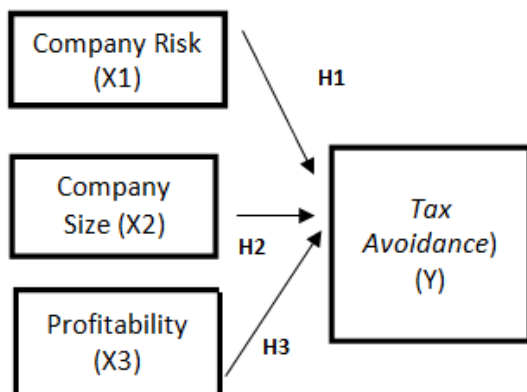 Company Risk
(X1)
H1
Company
Size (X2)
H2
Tax
Avoidance)
(Y)
Profitability
(X3)
H3